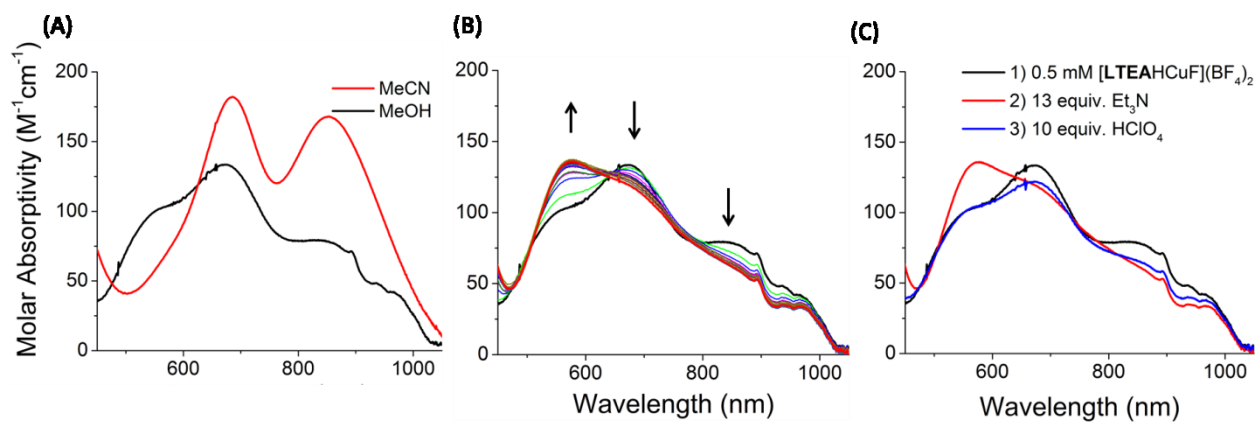 (A)
(B)
(C)
Molar Absorptivity (M⁻¹cm⁻¹)
200
150
100
50
0
MeCN
MeOH
600
800
1000
200
150
100
50
0
600
800
1000
Wavelength (nm)
200
150
100
50
0
1) 0.5 mM [LTEAHCuF](BF₄)₂
2) 13 equiv. Et₃N
3) 10 equiv. HClO₄
600
800
1000
Wavelength (nm)